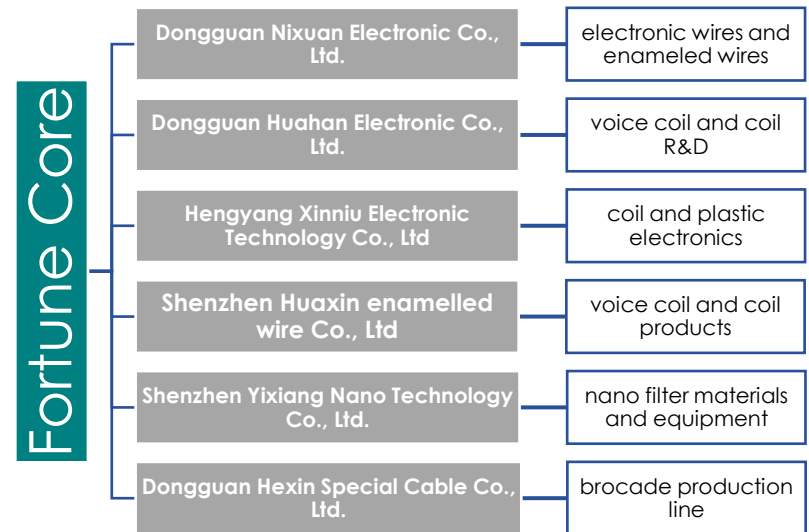 Fortune Core
Dongguan Nixuan Electronic Co.,
Ltd.
electronic wires and
enameled wires
Dongguan Huahan Electronic Co.,
Ltd.
voice coil and coil
R&D
Hengyang Xinniu Electronic
Technology Co., Ltd
coil and plastic
electronics
Shenzhen Huaxin enamelled
wire Co., Ltd
voice coil and coil
products
Shenzhen Yixiang Nano Technology
Co., Ltd.
nano filter materials
and equipment
Dongguan Hexin Special Cable Co.,
Ltd.
brocade production
line